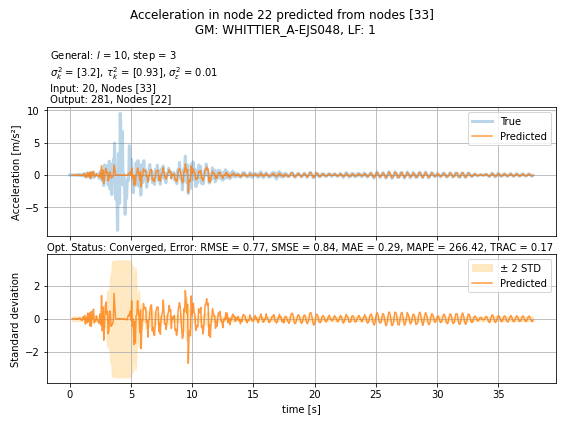 Acceleration in node 22 predicted from nodes [33]
GM: WHITTIER_A-EJS048, LF: 1
General: l = 10, step = 3
σ²ₖ = [3.2], τ²ₖ = [0.93], σ²ε = 0.01
Input: 20, Nodes [33]
Output: 281, Nodes [22]
10
5
0
−5
Acceleration [m/s²]
True
Predicted
Opt. Status: Converged, Error: RMSE = 0.77, SMSE = 0.84, MAE = 0.29, MAPE = 266.42, TRAC = 0.17
2
0
−2
Standard deviation
± 2 STD
Predicted
0 5 10 15 20 25 30 35
time [s]